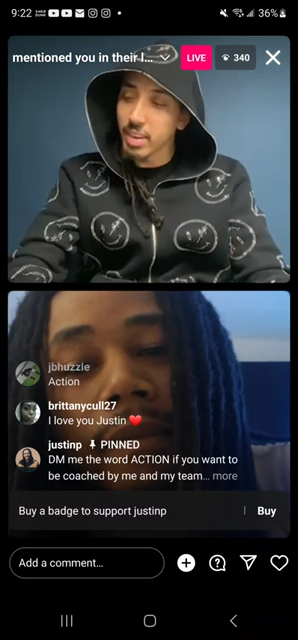 9:22
36%
mentioned you in their l...
LIVE
340
jbhuzzie
Action
brittanycull27
I love you Justin ❤️
justinp PINNED
DM me the word ACTION if you want to
be coached by me and my team... more
Buy a badge to support justinp
Buy
Add a comment...